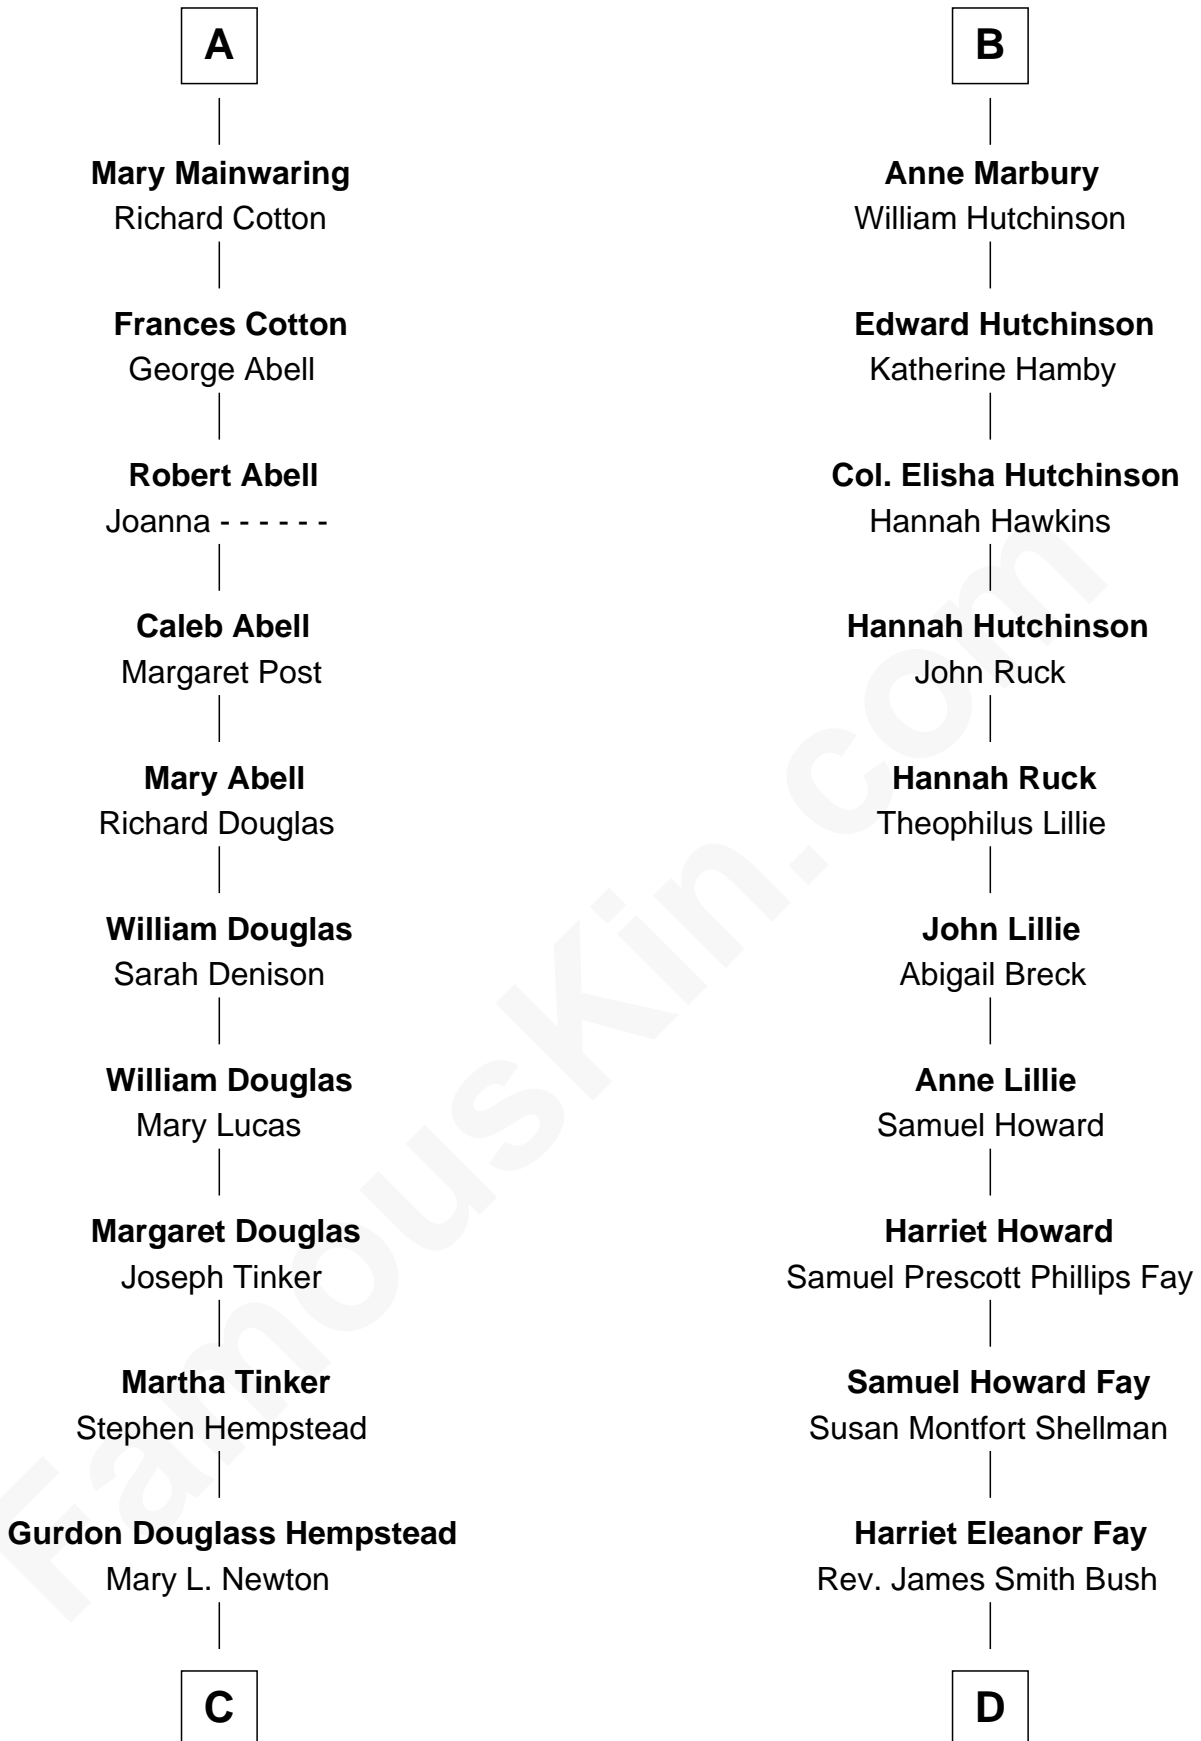 A
Mary Mainwaring
Richard Cotton
Frances Cotton
George Abell
Robert Abell
Joanna - - - - - -
Caleb Abell
Margaret Post
Mary Abell
Richard Douglas
William Douglas
Sarah Denison
William Douglas
Mary Lucas
Margaret Douglas
Joseph Tinker
Martha Tinker
Stephen Hempstead
Gurdon Douglass Hempstead
Mary L. Newton
C
B
Anne Marbury
William Hutchinson
Edward Hutchinson
Katherine Hamby
Col. Elisha Hutchinson
Hannah Hawkins
Hannah Hutchinson
John Ruck
Hannah Ruck
Theophilus Lillie
John Lillie
Abigail Breck
Anne Lillie
Samuel Howard
Harriet Howard
Samuel Prescott Phillips Fay
Samuel Howard Fay
Susan Montfort Shellman
Harriet Eleanor Fay
Rev. James Smith Bush
D
FamousKin.com